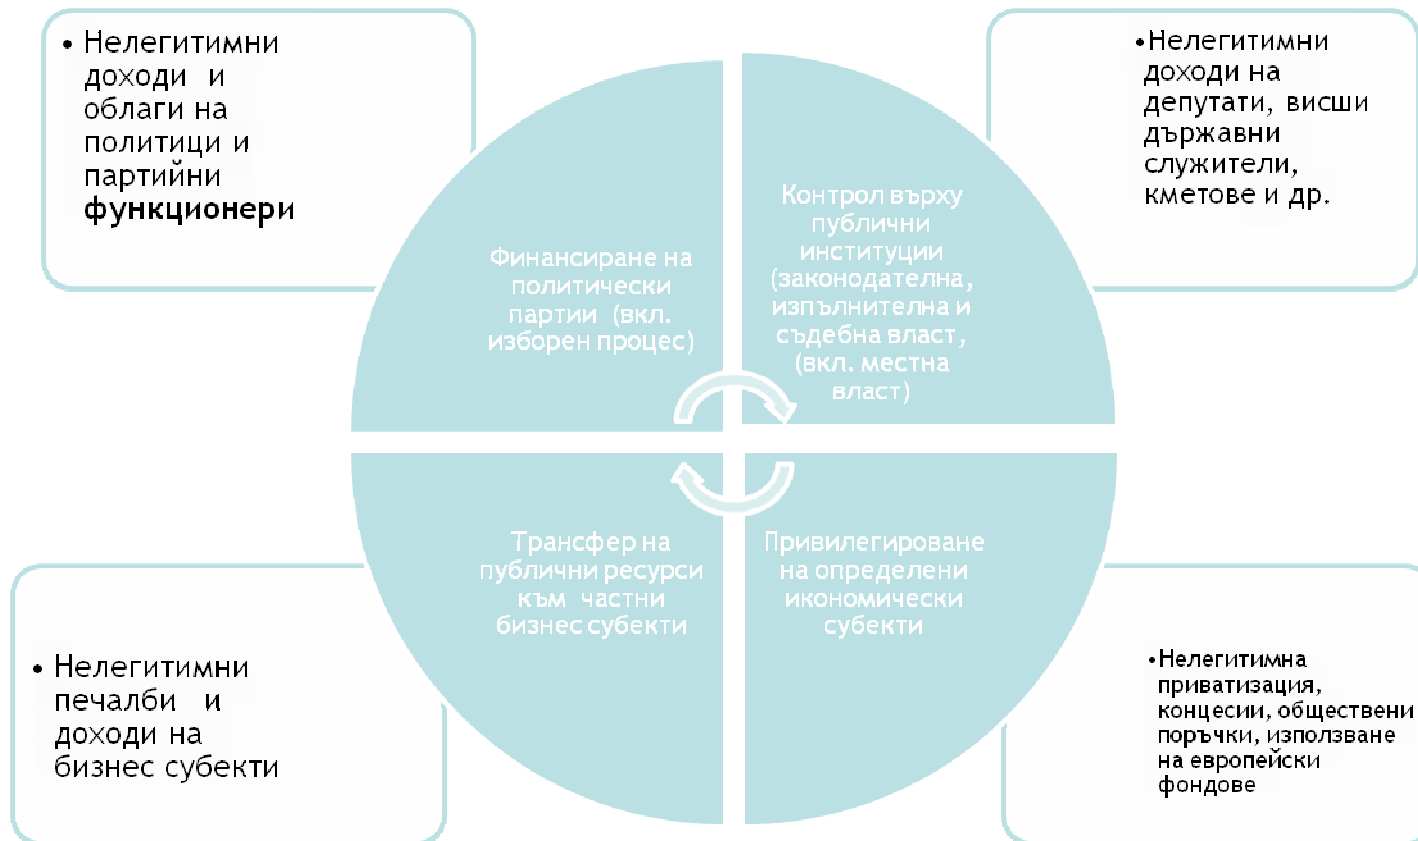 • Нелегитимни
доходи и
облаги на
политици и
партийни
функционери
•Нелегитимни
доходи на
депутати, висши
държавни
служители,
кметове и др.
Финансиране на
политически
партии (вкл.
изборен процес)
Контрол върху
публични
институции
(законодателна,
изпълнителна и
съдебна власт,
(вкл. местна
власт)
Трансфер на
публични ресурси
към частни
бизнес субекти
Привилегироване
на определени
икономически
субекти
• Нелегитимни
печалби и
доходи на
бизнес субекти
•Нелегитимна
приватизация,
концесии, обществени
поръчки, използване
на европейски
фондове